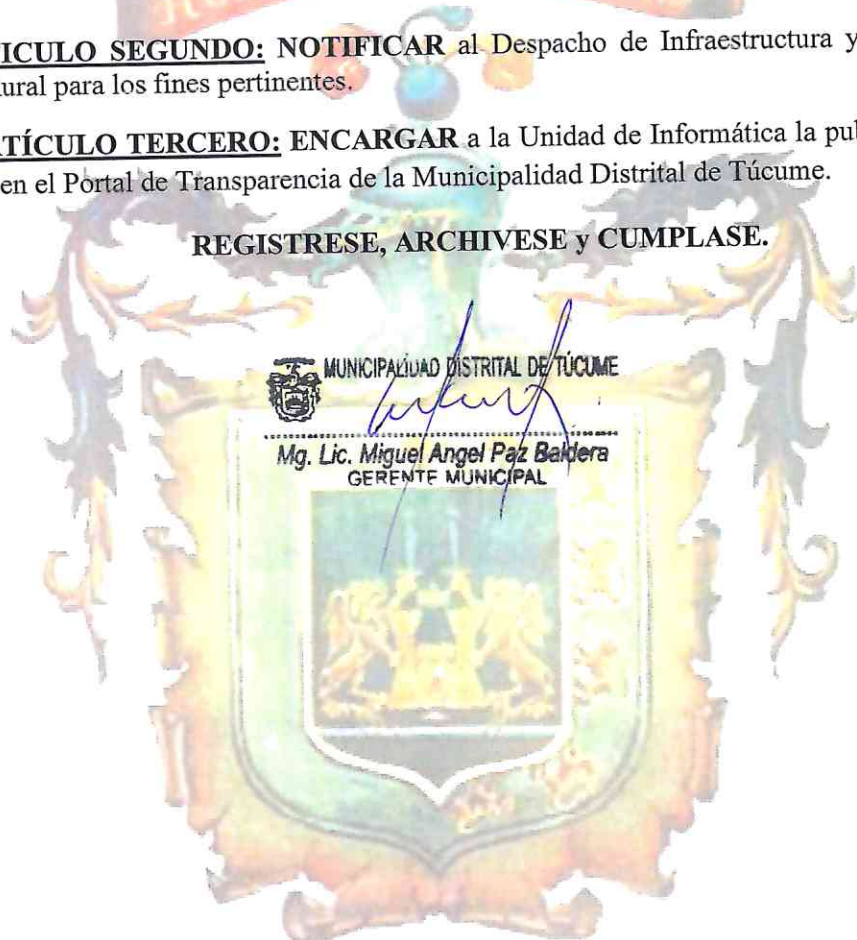 ICULO SEGUNDO: NOTIFICAR al Despacho de Infraestructura y
ural para los fines pertinentes.
TÍCULO TERCERO: ENCARGAR a la Unidad de Informática la pu
en el Portal de Transparencia de la Municipalidad Distrital de Túcume.
REGISTRESE, ARCHIVESE y CUMPLASE.
MUNICIPALIDAD DISTRITAL DE TÚCUME
Mg. Lic. Miguel Angel Paz Baldera
GERENTE MUNICIPAL